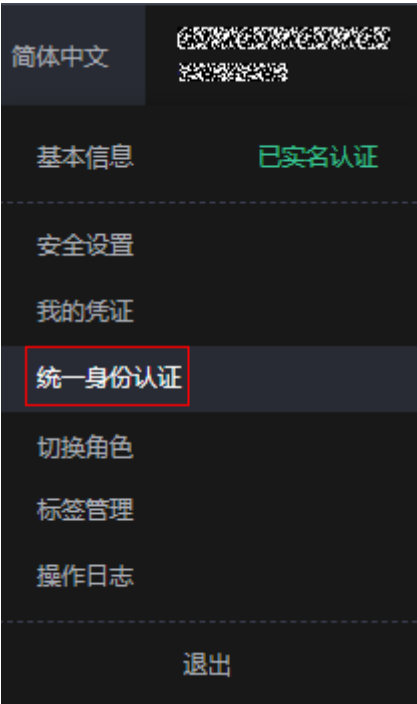 简体中文
基本信息 已实名认证
安全设置
我的凭证
统一身份认证
切换角色
标签管理
操作日志
退出